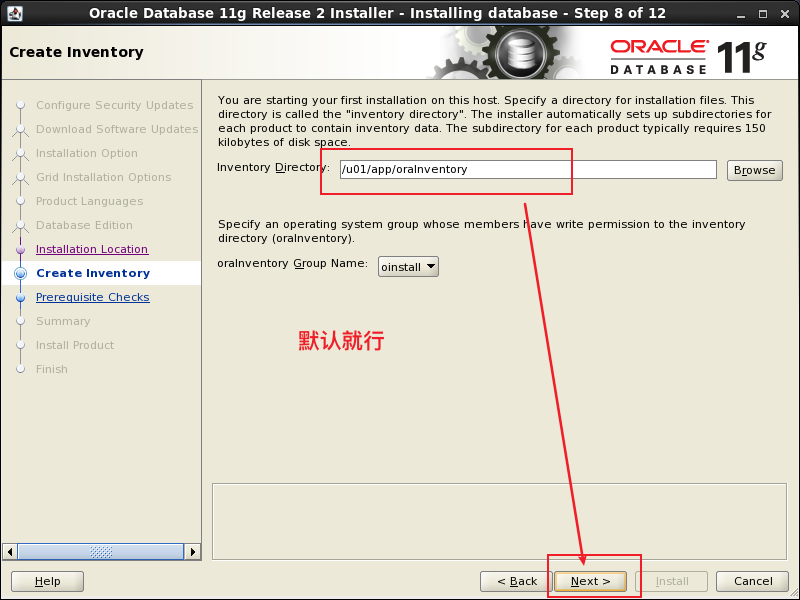 Oracle Database 11g Release 2 Installer - Installing database - Step 8 of 12
Create Inventory
ORACLE
DATABASE
11g
Configure Security Updates
Download Software Updates
Installation Option
Grid Installation Options
Product Languages
Database Edition
Installation Location
Create Inventory
Prerequisite Checks
Summary
Install Product
Finish
You are starting your first installation on this host. Specify a directory for installation files. This
directory is called the "inventory directory". The installer automatically sets up subdirectories for
each product to contain inventory data. The subdirectory for each product typically requires 150
kilobytes of disk space.
Inventory Directory: /u01/app/oraInventory Browse
Specify an operating system group whose members have write permission to the inventory
directory (oraInventory).
oraInventory Group Name: oinstall
默认就行
Help < Back Next > Install Cancel